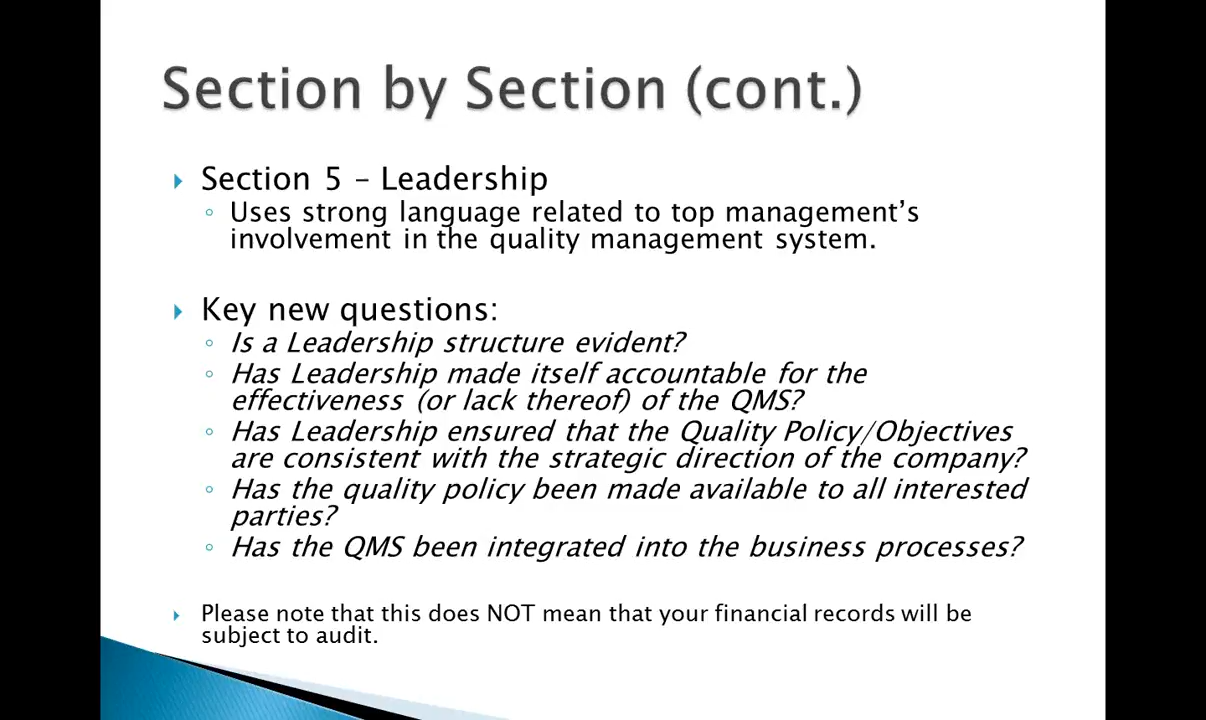 Section by Section (cont.)
Section 5 – Leadership
Uses strong language related to top management’s
involvement in the quality management system.
Key new questions:
Is a Leadership structure evident?
Has Leadership made itself accountable for the
effectiveness (or lack thereof) of the QMS?
Has Leadership ensured that the Quality Policy/Objectives
are consistent with the strategic direction of the company?
Has the quality policy been made available to all interested
parties?
Has the QMS been integrated into the business processes?
Please note that this does NOT mean that your financial records will be
subject to audit.